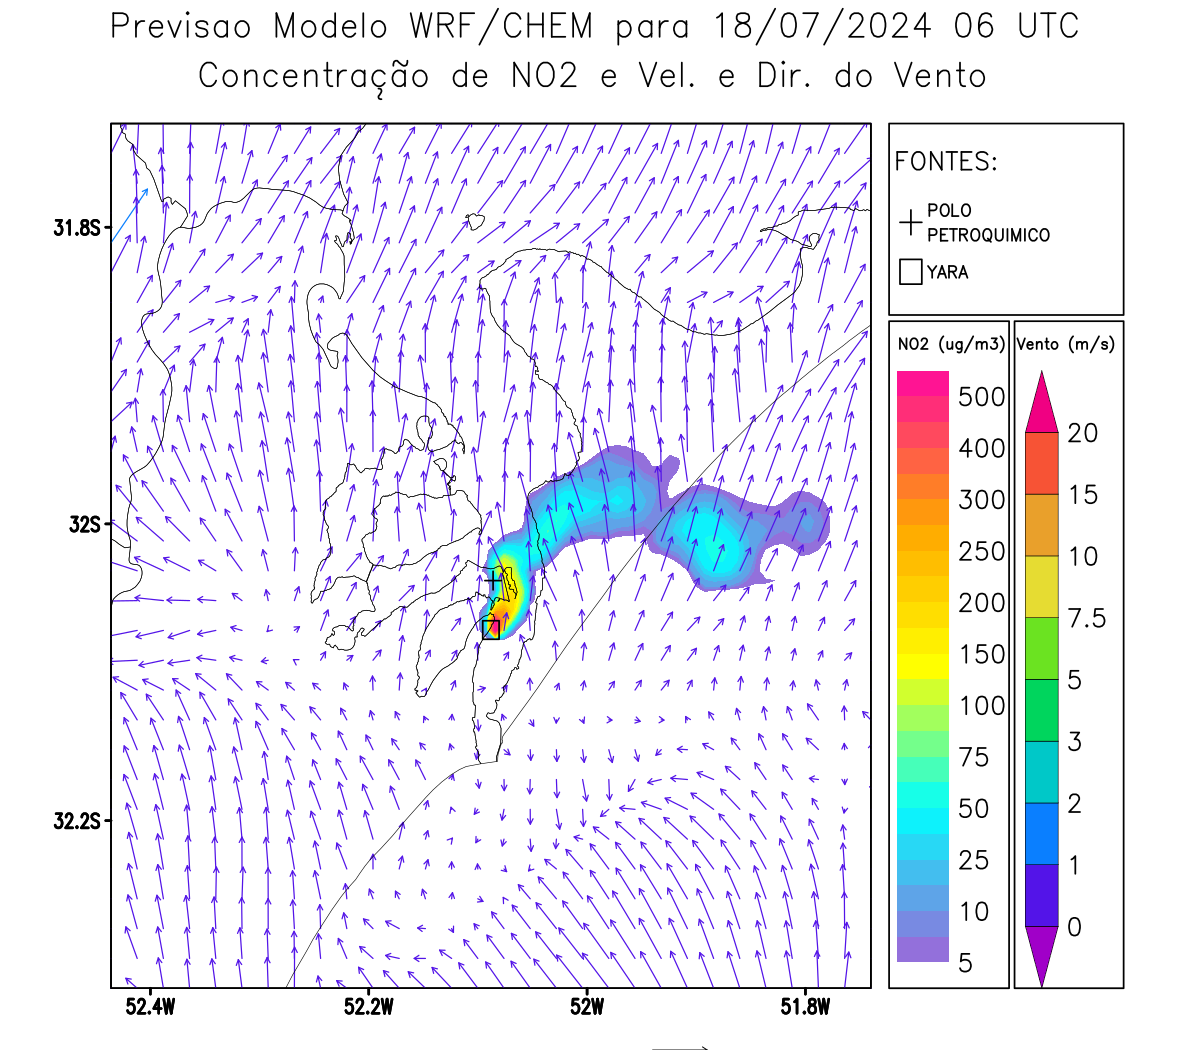 Previsao Modelo WRF/CHEM para 18/07/2024 06 UTC
Concentração de NO2 e Vel. e Dir. do Vento
FONTES:
POLO
PETROQUIMICO
YARA
NO2 (ug/m3)
500
400
300
250
200
150
100
75
50
25
10
5
Vento (m/s)
20
15
10
7.5
5
3
2
1
0
31.8S
32S
32.2S
52.4W
52.2W
52W
51.8W